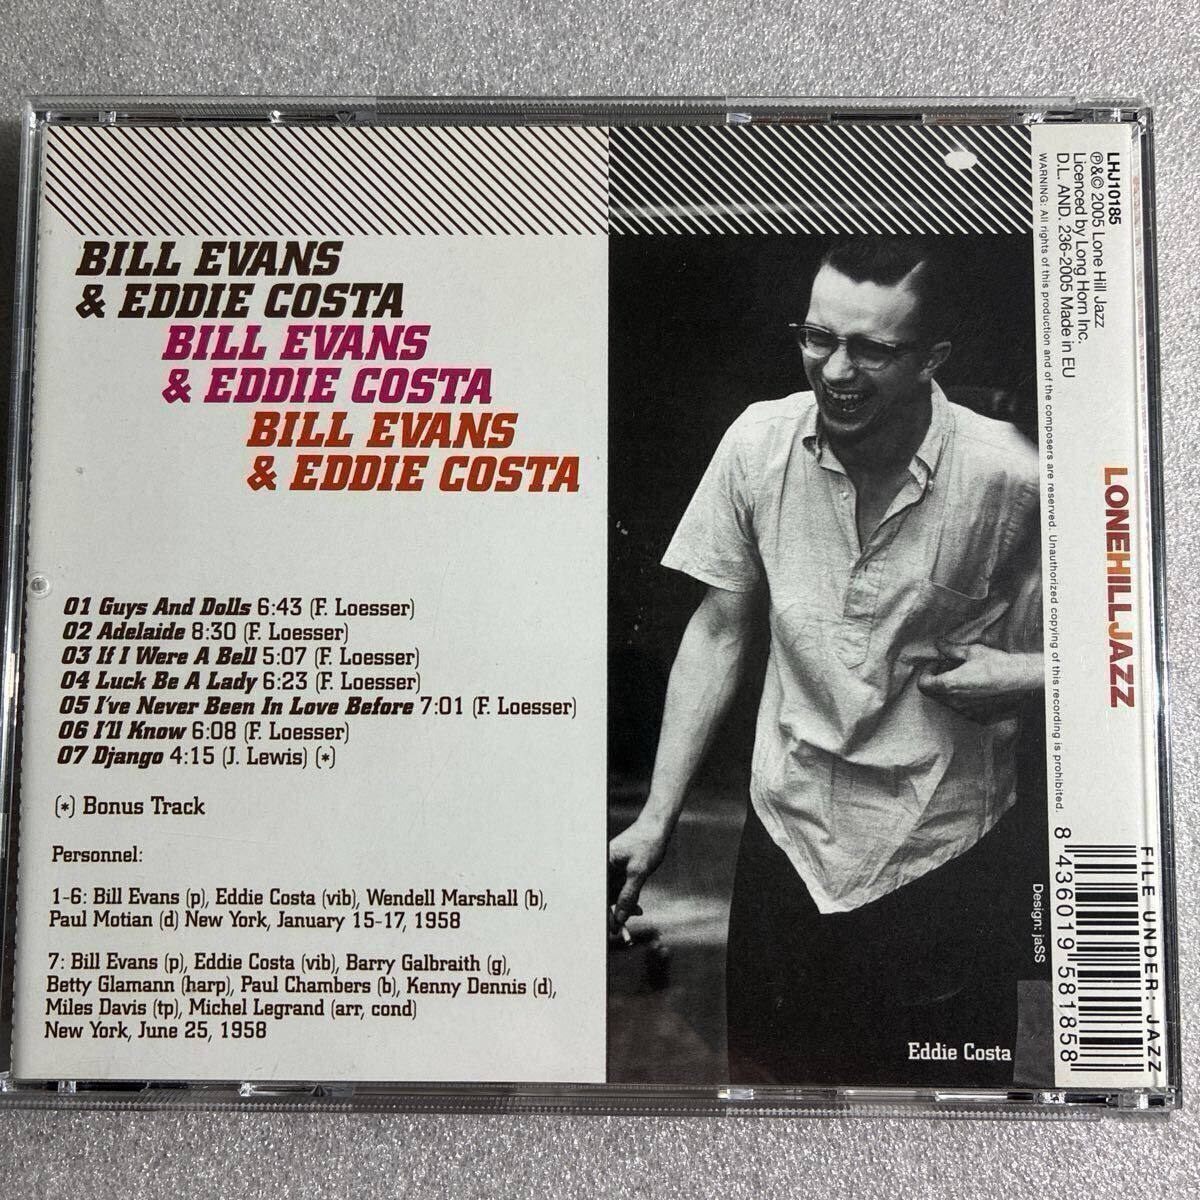 BILL EVANS
& EDDIE COSTA
BILL EVANS
& EDDIE COSTA
BILL EVANS
& EDDIE COSTA
01 Guys And Dolls 6:43 (F. Loesser)
02 Adelaide 8:30 (F. Loesser)
03 If I Were A Bell 5:07 (F. Loesser)
04 Luck Be A Lady 6:23 (F. Loesser)
05 I've Never Been In Love Before 7:01 (F. Loesser)
06 I'll Know 6:08 (F. Loesser)
07 Django 4:15 (J. Lewis) (*)
(*) Bonus Track
Personnel:
1-6: Bill Evans (p), Eddie Costa (vib), Wendell Marshall (b),
Paul Motian (d) New York, January 15-17, 1958
7: Bill Evans (p), Eddie Costa (vib), Barry Galbraith (g),
Betty Glamann (harp), Paul Chambers (b), Kenny Dennis (d),
Miles Davis (tp), Michel Legrand (arr, cond)
New York, June 25, 1958
Eddie Costa
LHJ10185
℗&© 2005 Lone Hill Jazz
Licenced by Long Horn Inc.
D.L. AND. 236-2005 Made in EU
WARNING: All rights of this production and of the composers are reserved. Unauthorized copying of this recording is prohibited.
LONEHILLJAZZ
Design: jaSS
8 436019 581858
FILE UNDER: JAZZ